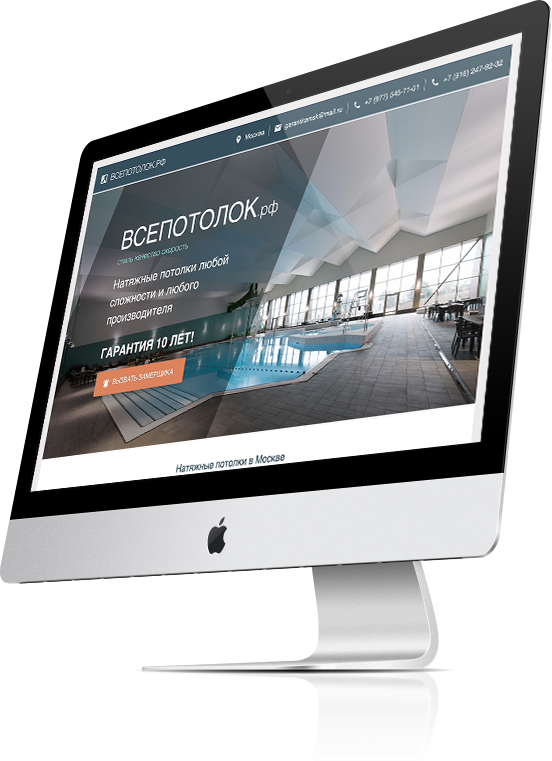 ВСЕПОТОЛОК.РФ
Москва
garantiamsk@mail.ru
+7 (977) 545-71-01
+7 (916) 247-92-32
ВСЕПОТОЛОК.рф
стиль качество скорость
Натяжные потолки любой
сложности и любого
производителя
ГАРАНТИЯ 10 ЛЕТ!
ВЫЗВАТЬ ЗАМЕРЩИКА
Натяжные потолки в Москве